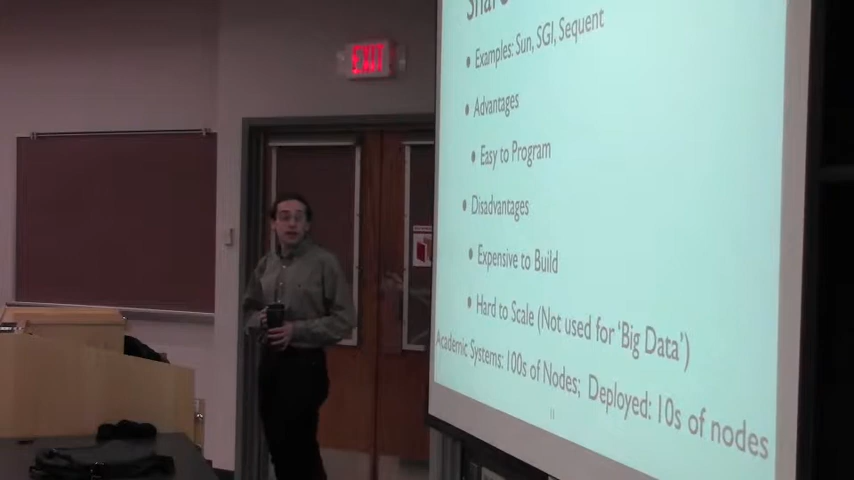 EXIT
Share
• Examples: Sun, SGI, Sequent
• Advantages
• Easy to Program
• Disadvantages
• Expensive to Build
• Hard to Scale (Not used for 'Big Data')
Academic Systems: 100s of Nodes; Deployed: 10s of nodes